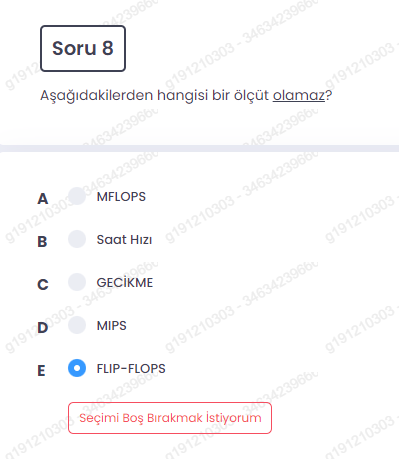 Soru 8
Aşağıdakilerden hangisi bir ölçüt olamaz?
A MFLOPS
B Saat Hızı
C GECİKME
D MIPS
E FLIP-FLOPS
Seçimi Boş Bırakmak İstiyorum